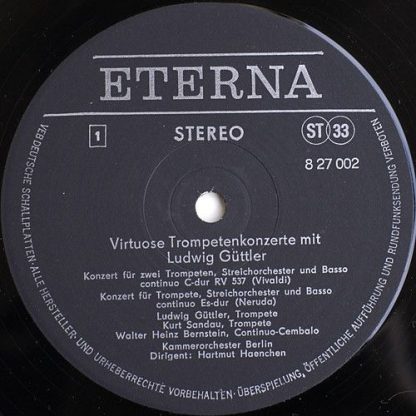 ETERNA
1
STEREO
ST 33
8 27 002
Virtuose Trompetenkonzerte mit
Ludwig Güttler
Konzert für zwei Trompeten, Streichorchester und Basso
continuo C-dur RV 537 (Vivaldi)
Konzert für Trompete, Streichorchester und Basso
continuo Es-dur (Neruda)
Ludwig Güttler, Trompete
Kurt Sandau, Trompete
Walter Heinz Bernstein, Continuo-Cembalo
Kammerorchester Berlin
Dirigent: Hartmut Haenchen
VEB DEUTSCHE SCHALLPLATTEN · ALLE HERSTELLER- UND URHEBERRECHTE VORBEHALTEN · ÜBERSPIELUNG, ÖFFENTLICHE AUFFÜHRUNG UND RUNDFUNKSENDUNG VERBOTEN